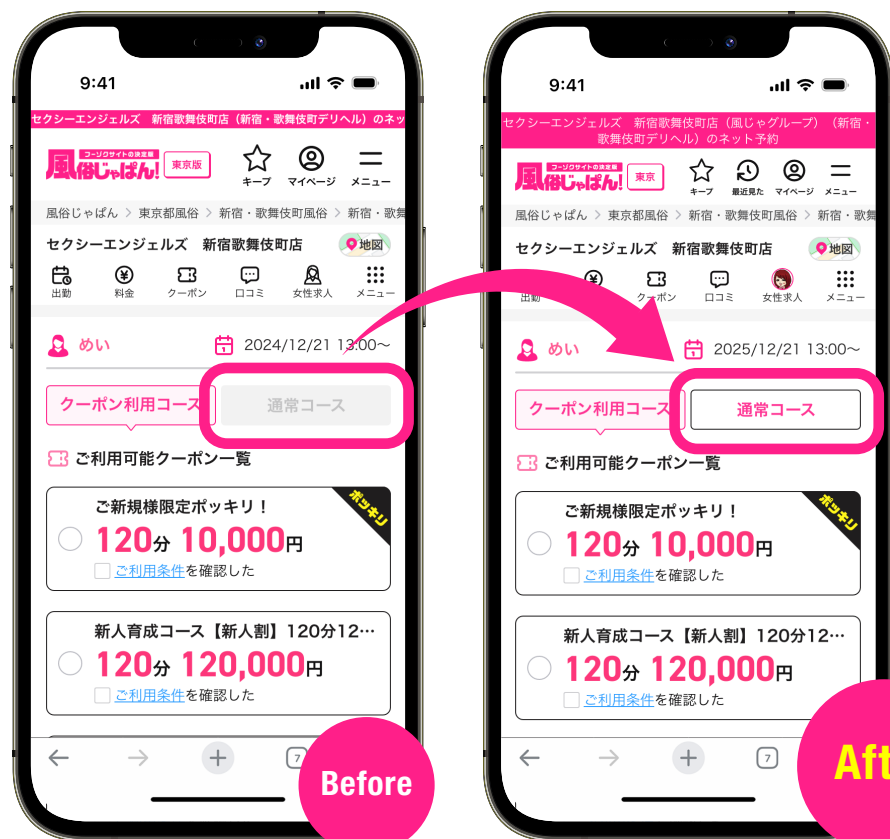 9:41
セクシーエンジェルズ 新宿歌舞伎町店（新宿・歌舞伎町デリヘル）のネッ
フーゾクサイトの決定版
風俗じゃぱん!
東京版
キープ
マイページ
メニュー
風俗じゃぱん > 東京都風俗 > 新宿・歌舞伎町風俗 > 新宿・歌舞
セクシーエンジェルズ 新宿歌舞伎町店
地図
出勤
料金
クーポン
口コミ
女性求人
メニュー
めい
2024/12/21 13:00〜
クーポン利用コース
通常コース
ご利用可能クーポン一覧
ご新規様限定ポッキリ！
ポッキリ
120分 10,000円
ご利用条件を確認した
新人育成コース【新人割】120分12…
120分 120,000円
ご利用条件を確認した
7
Before
9:41
セクシーエンジェルズ 新宿歌舞伎町店（風じゃグループ）（新宿・
歌舞伎町デリヘル）のネット予約
フーゾクサイトの決定版
風俗じゃぱん!
東京
キープ
最近見た
マイページ
メニュー
風俗じゃぱん > 東京都風俗 > 新宿・歌舞伎町風俗 > 新宿・歌
セクシーエンジェルズ 新宿歌舞伎町店
地図
出勤
クーポン
口コミ
女性求人
メニュー
めい
2025/12/21 13:00〜
クーポン利用コース
通常コース
ご利用可能クーポン一覧
ご新規様限定ポッキリ！
ポッキリ
120分 10,000円
ご利用条件を確認した
新人育成コース【新人割】120分12…
120分 120,000円
ご利用条件を確認した
7
Aft